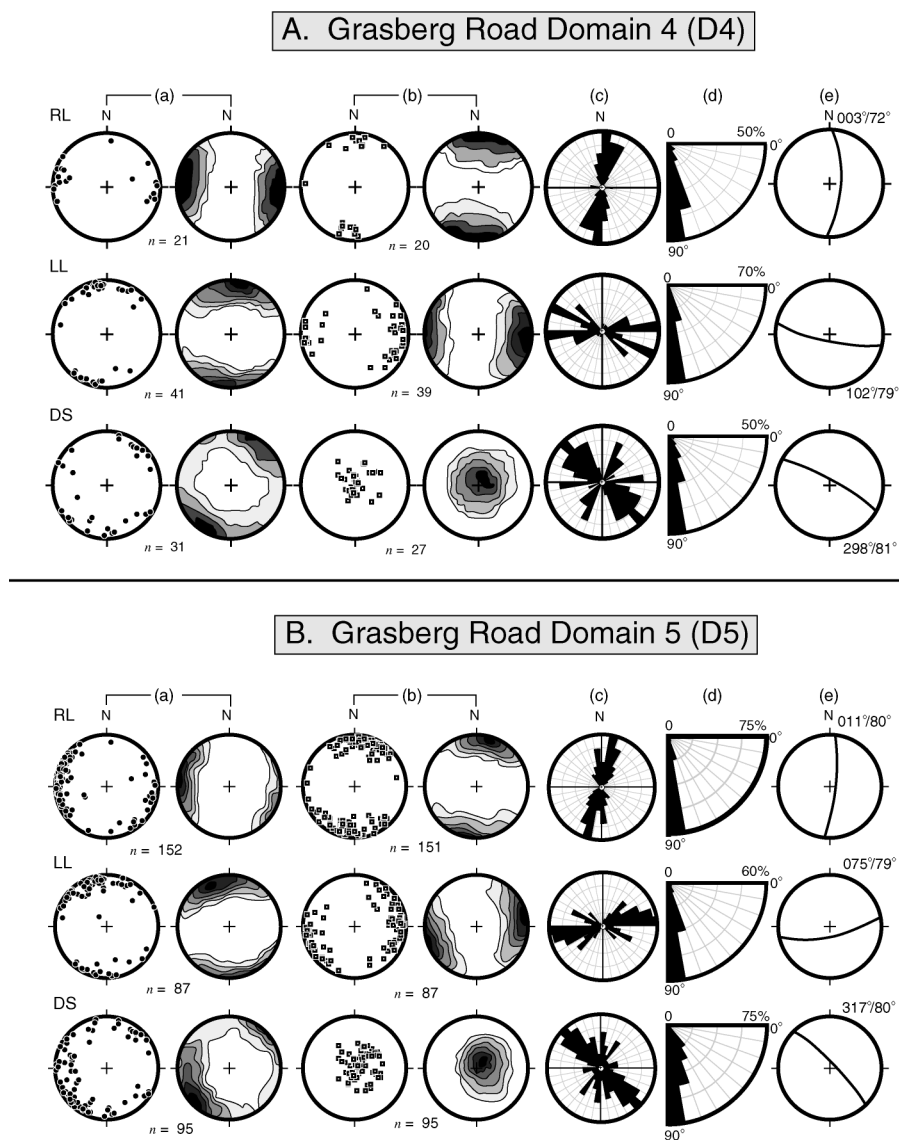 A. Grasberg Road Domain 4 (D4)
(a) (b) (c) (d) (e)
RL N N N N N 0 50% 0° N 003°/72°
n = 21 n = 20 90°
LL 70% 0 0°
n = 41 n = 39 90° 102°/79°
DS 0 50% 0°
n = 31 n = 27 90° 298°/81°
B. Grasberg Road Domain 5 (D5)
(a) (b) (c) (d) (e)
RL N N N N N 0 75% 0° N 011°/80°
n = 152 n = 151 90°
LL 0 60% 0° 075°/79°
n = 87 n = 87 90°
DS 0 75% 0° 317°/80°
n = 95 n = 95 90°